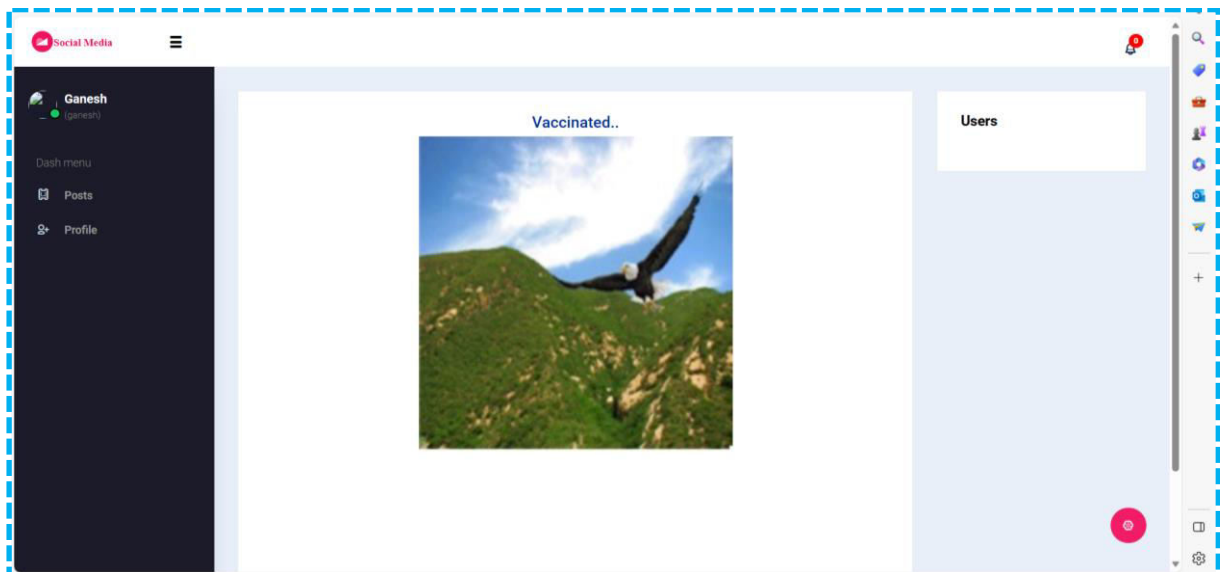 Social Media
0
Ganesh
(ganesh)
Dash menu
Posts
Profile
Vaccinated..
Users